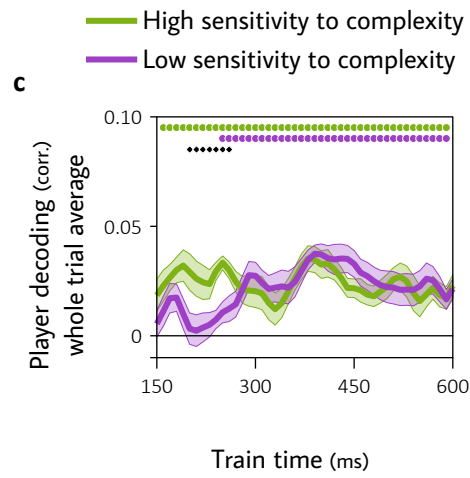 High sensitivity to complexity
Low sensitivity to complexity
c
Player decoding (corr.)
whole trial average
0.10
0.05
0
150
300
450
600
Train time (ms)